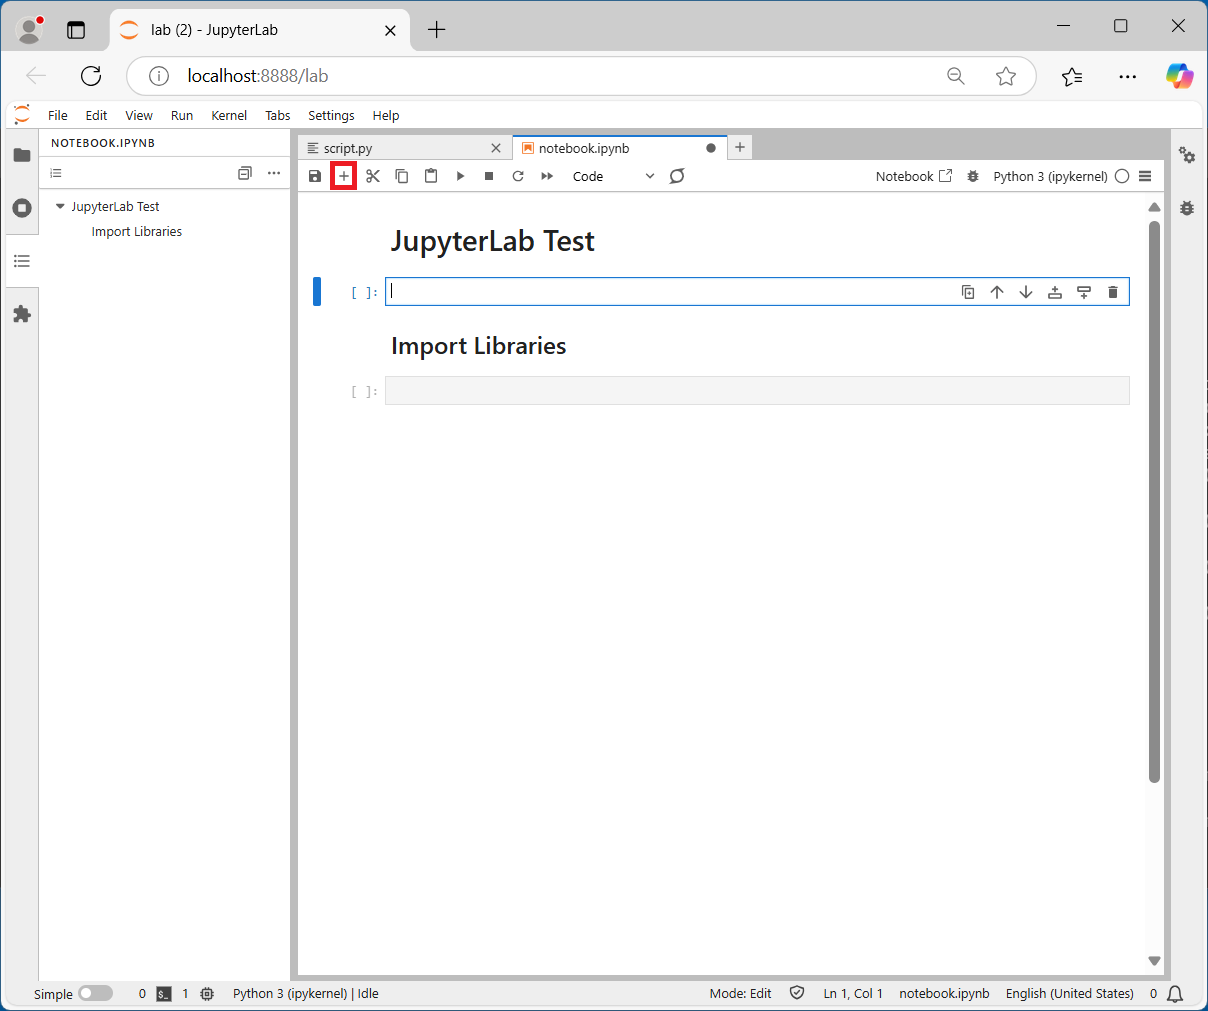 lab (2) - JupyterLab
localhost:8888/lab
File Edit View Run Kernel Tabs Settings Help
NOTEBOOK.IPYNB
script.py
notebook.ipynb
Code
Notebook
Python 3 (ipykernel)
JupyterLab Test
Import Libraries
JupyterLab Test
[ ]:
Import Libraries
[ ]:
Simple 0 $_ 1 Python 3 (ipykernel) | Idle Mode: Edit Ln 1, Col 1 notebook.ipynb English (United States) 0